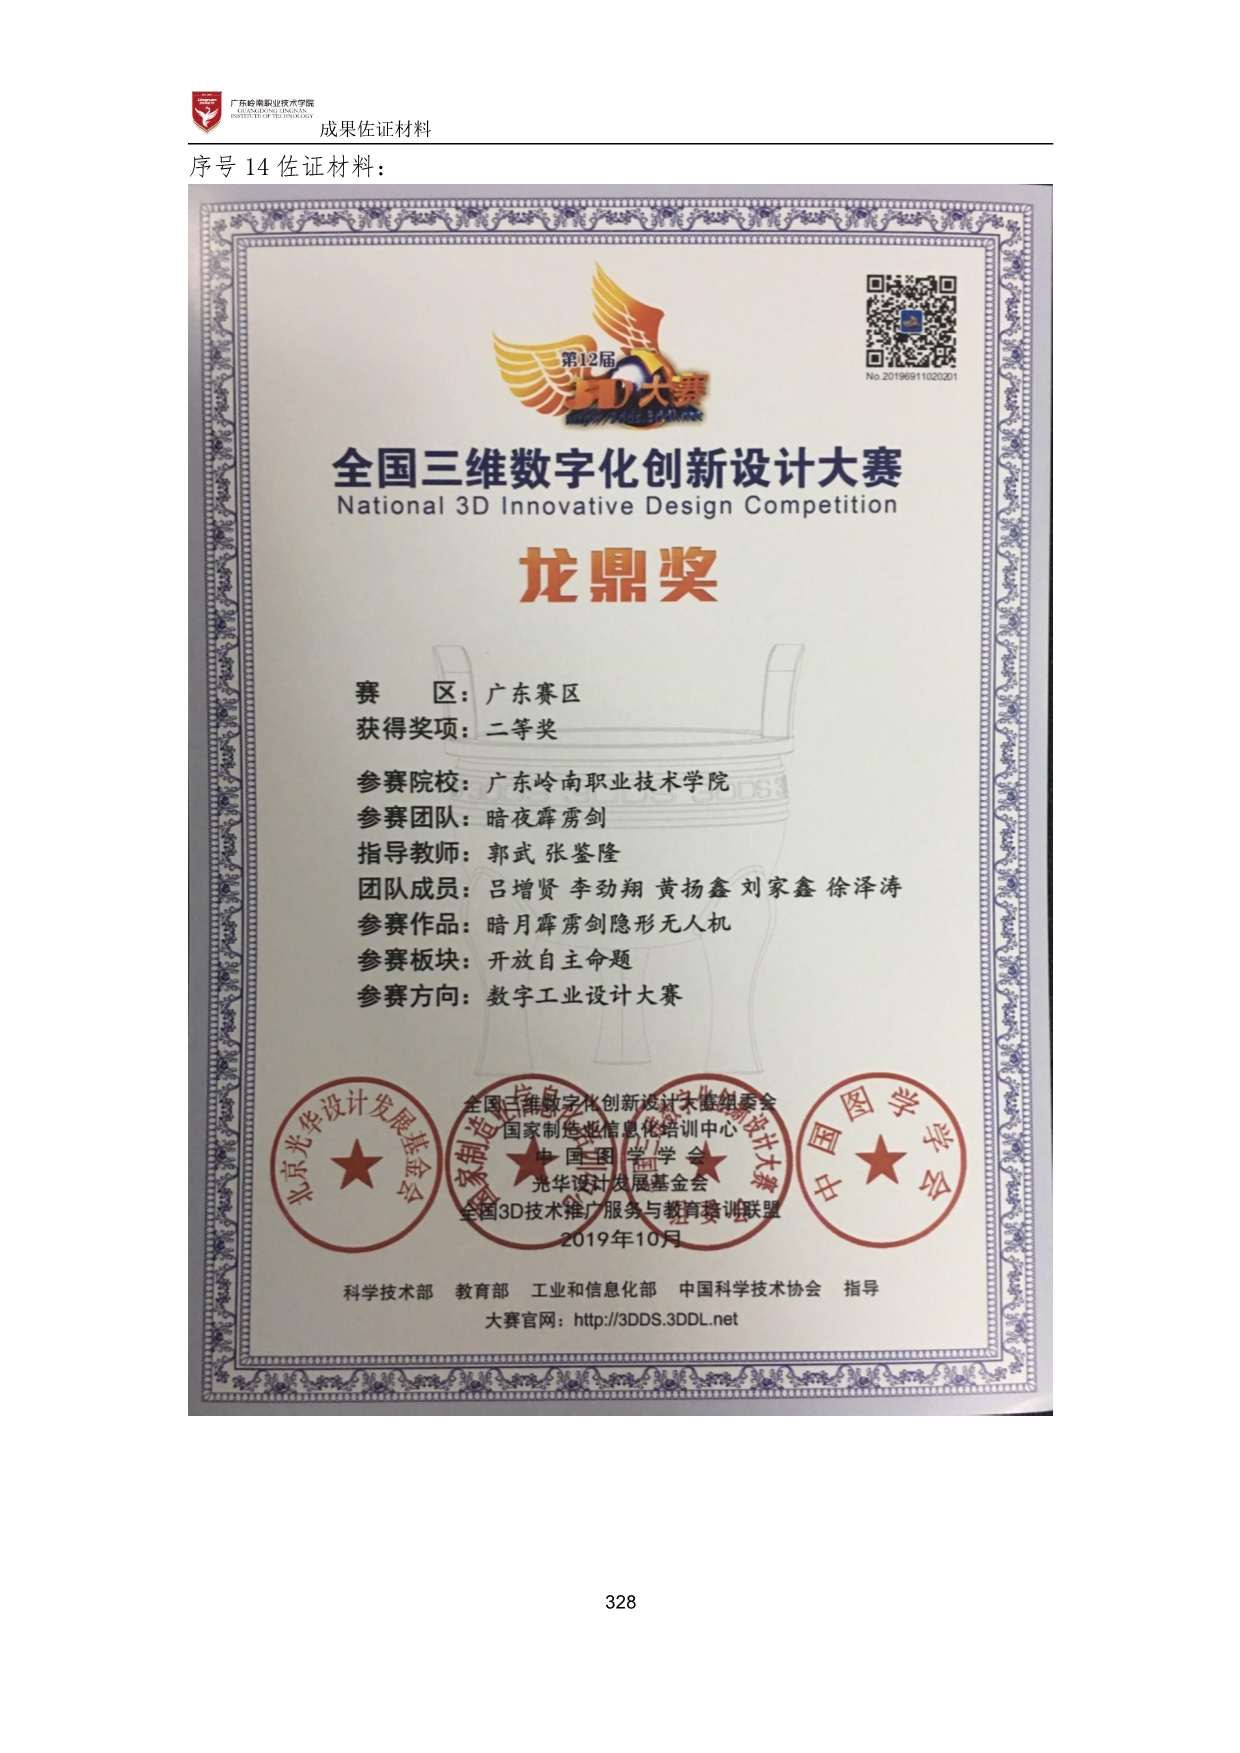 广东岭南职业技术学院
GUANGDONG LINGNAN
INSTITUTE OF TECHNOLOGY
成果佐证材料
序号 14 佐证材料：
第12届
3D大赛
http://3dds.3ddl.net
No.20196911020201
全国三维数字化创新设计大赛
National 3D Innovative Design Competition
龙鼎奖
赛 区：广东赛区
获得奖项：二等奖
参赛院校：广东岭南职业技术学院
参赛团队：暗夜霹雳剑
指导教师：郭武 张鉴隆
团队成员：吕增贤 李劲翔 黄扬鑫 刘家鑫 徐泽涛
参赛作品：暗月霹雳剑隐形无人机
参赛板块：开放自主命题
参赛方向：数字工业设计大赛
北京光华设计发展基金会
中国图学学会
全国三维数字化创新设计大赛组委会
国家制造业信息化培训中心
中 国 图 学 学 会
光华设计发展基金会
全国3D技术推广服务与教育培训联盟
2019年10月
科学技术部 教育部 工业和信息化部 中国科学技术协会 指导
大赛官网：http://3DDS.3DDL.net
328